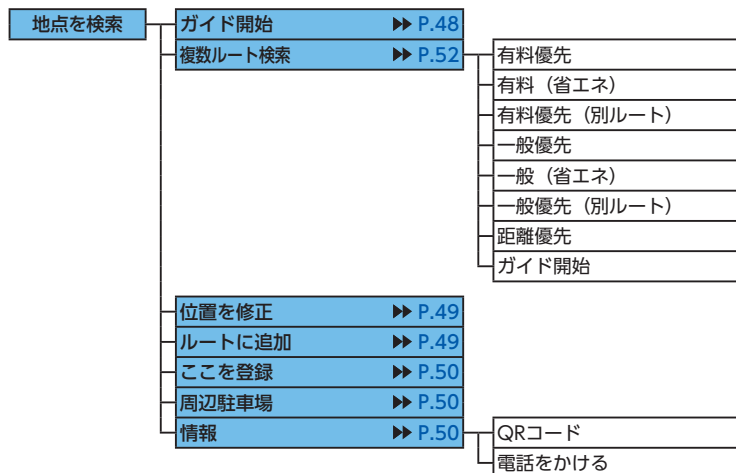 地点を検索
ガイド開始 ▶▶ P.48
複数ルート検索 ▶▶ P.52
有料優先
有料（省エネ）
有料優先（別ルート）
一般優先
一般（省エネ）
一般優先（別ルート）
距離優先
ガイド開始
位置を修正 ▶▶ P.49
ルートに追加 ▶▶ P.49
ここを登録 ▶▶ P.50
周辺駐車場 ▶▶ P.50
情報 ▶▶ P.50
QRコード
電話をかける